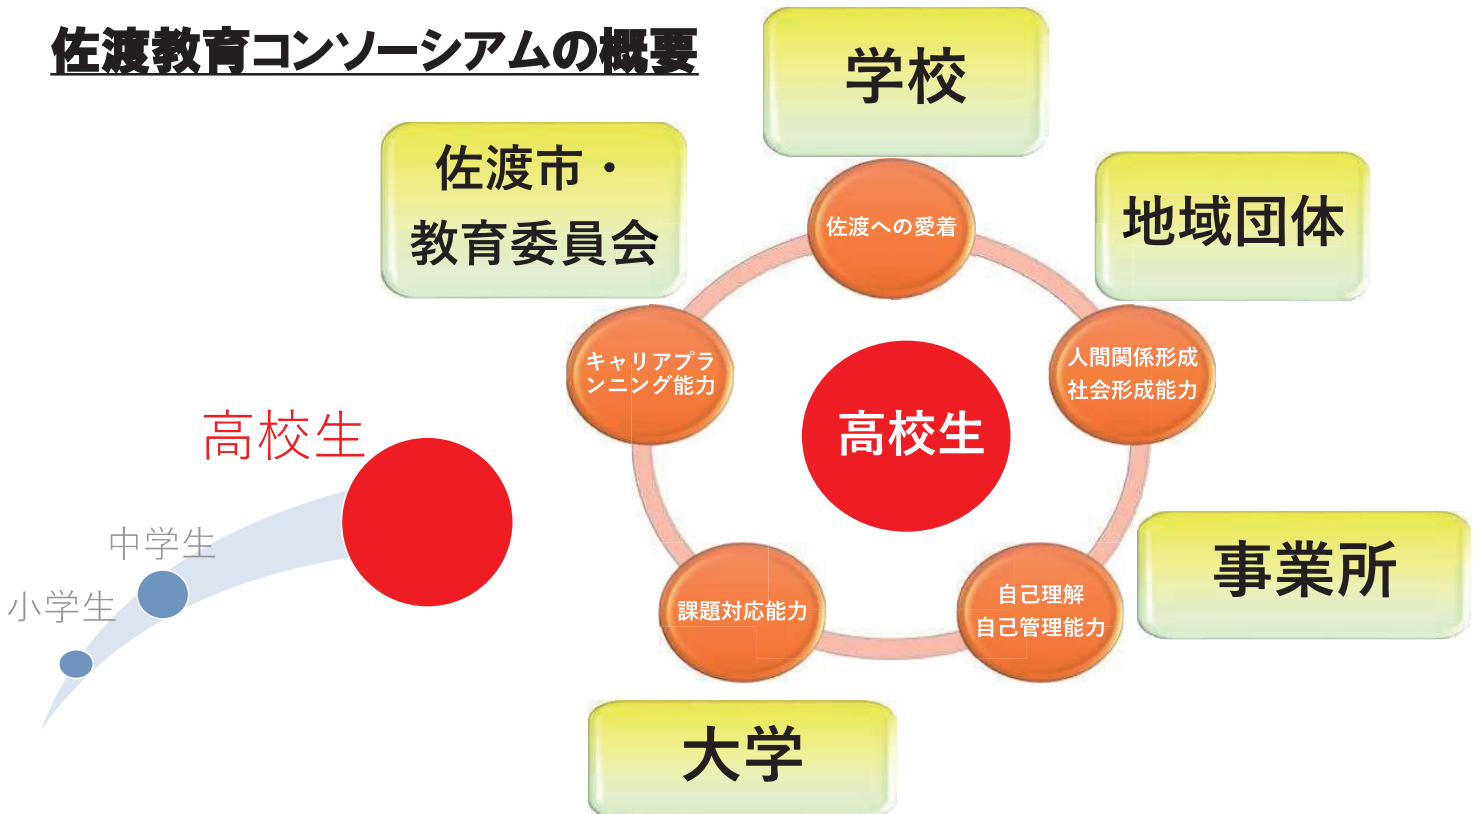 佐渡教育コンソーシアムの概要
学校
佐渡市・
教育委員会
地域団体
佐渡への愛着
キャリアプラ
ンニング能力
人間関係形成
社会形成能力
高校生
高校生
中学生
小学生
事業所
課題対応能力
自己理解
自己管理能力
大学